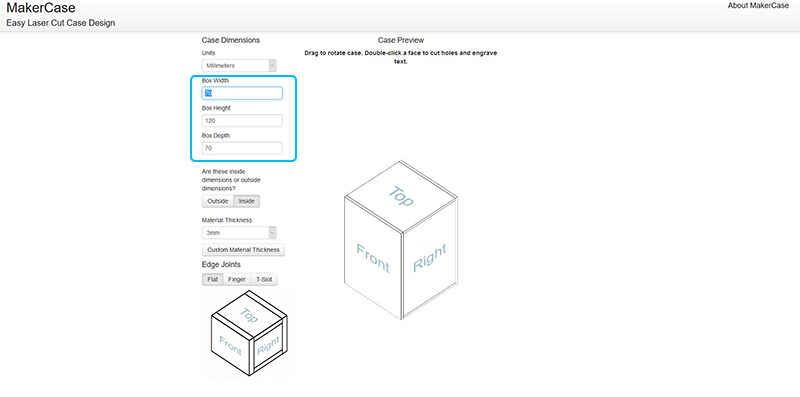 MakerCase
Easy Laser Cut Case Design
About MakerCase
Case Dimensions
Units
Millimeters
Box Width
70
Box Height
120
Box Depth
70
Are these inside
dimensions or outside
dimensions?
Outside Inside
Material Thickness
3mm
Custom Material Thickness
Edge Joints
Flat Finger T-Slot
Top
Front Right
Case Preview
Drag to rotate case. Double-click a face to cut holes and engrave
text.
Top
Front Right